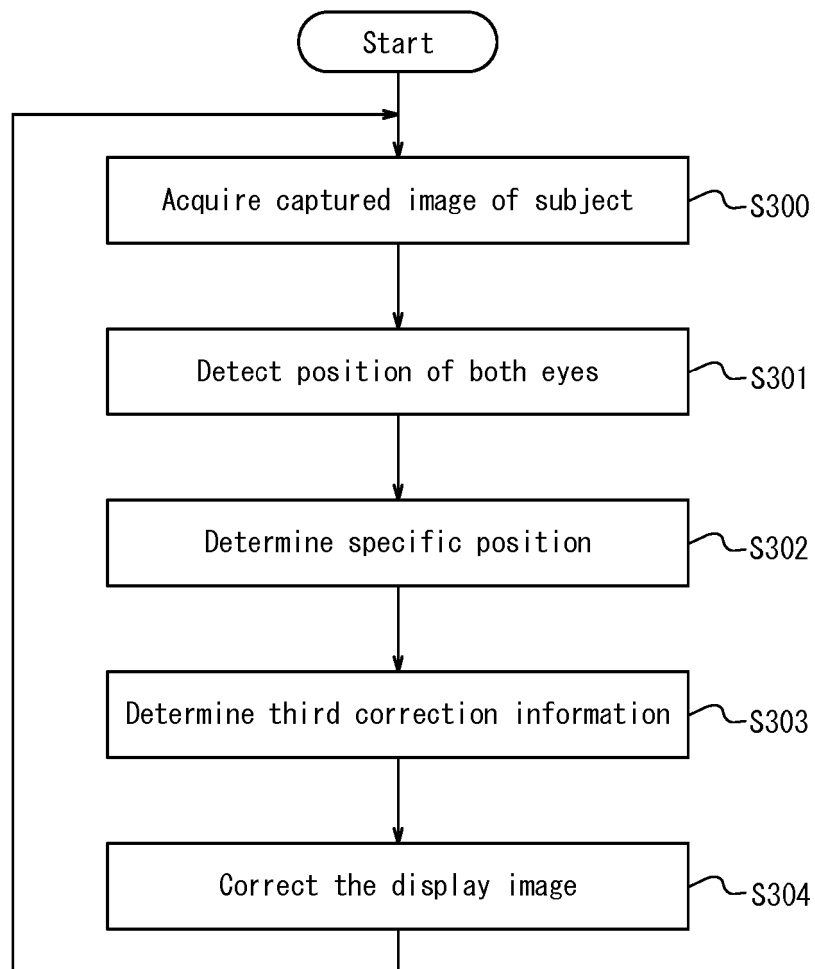 Start
Acquire captured image of subject
S300
Detect position of both eyes
S301
Determine specific position
S302
Determine third correction information
S303
Correct the display image
S304